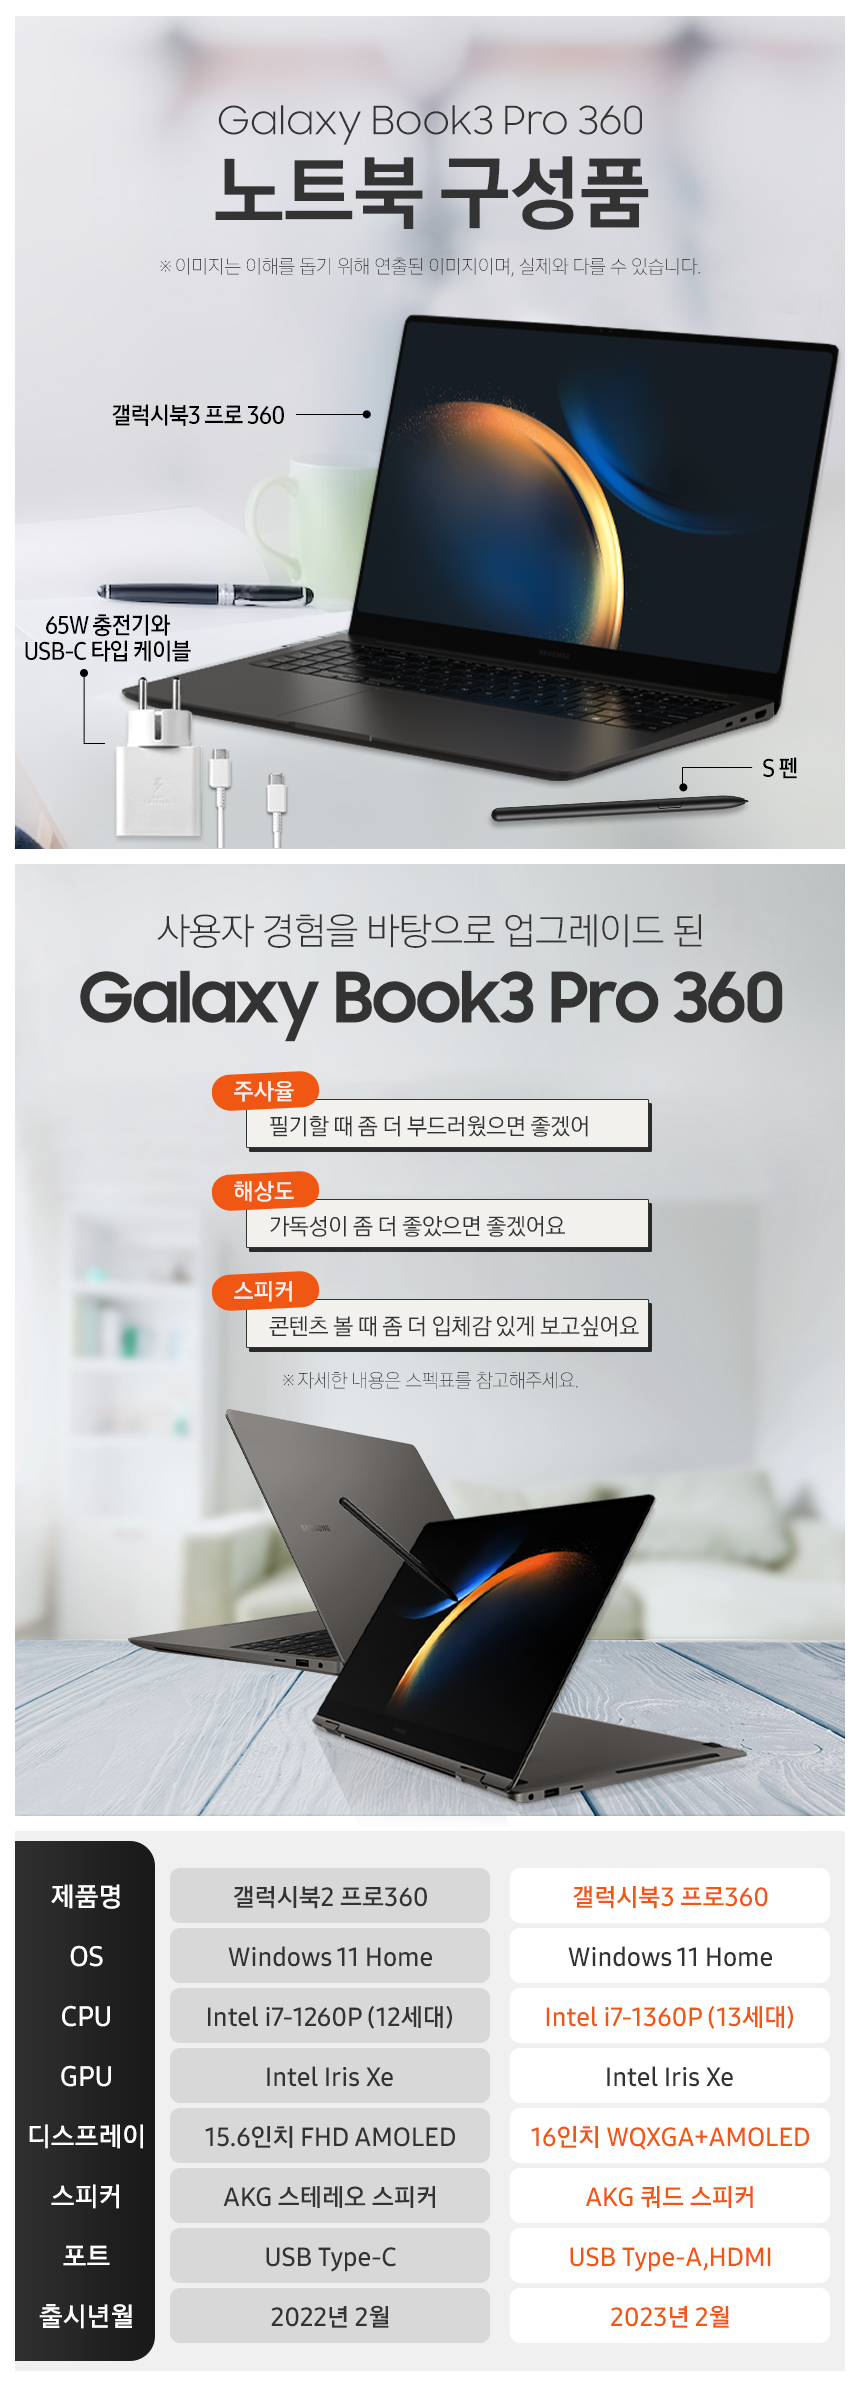 Galaxy Book3 Pro 360
노트북 구성품
※ 이미지는 이해를 돕기 위해 연출된 이미지이며, 실제와 다를 수 있습니다.
갤럭시북3 프로 360
65W 충전기와
USB-C 타입 케이블
S 펜
사용자 경험을 바탕으로 업그레이드 된
Galaxy Book3 Pro 360
주사율
필기할 때 좀 더 부드러웠으면 좋겠어
해상도
가독성이 좀 더 좋았으면 좋겠어요
스피커
콘텐츠 볼 때 좀 더 입체감 있게 보고싶어요
※ 자세한 내용은 스펙표를 참고해주세요.
SAMSUNG
제품명 갤럭시북2 프로360 갤럭시북3 프로360
OS Windows 11 Home Windows 11 Home
CPU Intel i7-1260P (12세대) Intel i7-1360P (13세대)
GPU Intel Iris Xe Intel Iris Xe
디스프레이 15.6인치 FHD AMOLED 16인치 WQXGA+AMOLED
스피커 AKG 스테레오 스피커 AKG 쿼드 스피커
포트 USB Type-C USB Type-A,HDMI
출시년월 2022년 2월 2023년 2월